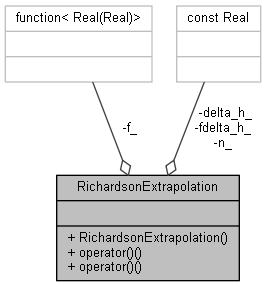 function< Real(Real)>
const Real
-f_
-delta_h_
-fdelta_h_
-n_
RichardsonExtrapolation
+ RichardsonExtrapolation()
+ operator()()
+ operator()()